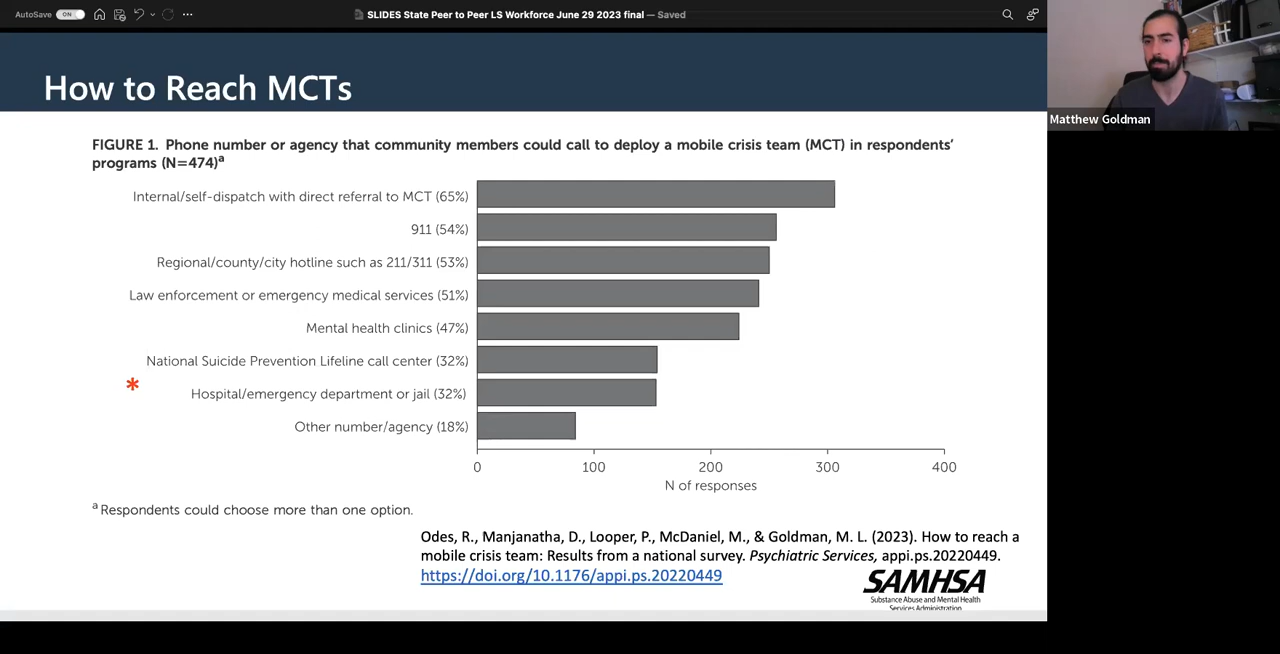 AutoSave ON SLIDES State Peer to Peer LS Workforce June 29 2023 final — Saved
How to Reach MCTs
Matthew Goldman
FIGURE 1. Phone number or agency that community members could call to deploy a mobile crisis team (MCT) in respondents’
programs (N=474)a
Internal/self-dispatch with direct referral to MCT (65%)
911 (54%)
Regional/county/city hotline such as 211/311 (53%)
Law enforcement or emergency medical services (51%)
Mental health clinics (47%)
National Suicide Prevention Lifeline call center (32%)
*
Hospital/emergency department or jail (32%)
Other number/agency (18%)
0 100 200 300 400
N of responses
a Respondents could choose more than one option.
Odes, R., Manjanatha, D., Looper, P., McDaniel, M., & Goldman, M. L. (2023). How to reach a
mobile crisis team: Results from a national survey. Psychiatric Services, appi.ps.20220449.
https://doi.org/10.1176/appi.ps.20220449
SAMHSA
Substance Abuse and Mental Health
Services Administration